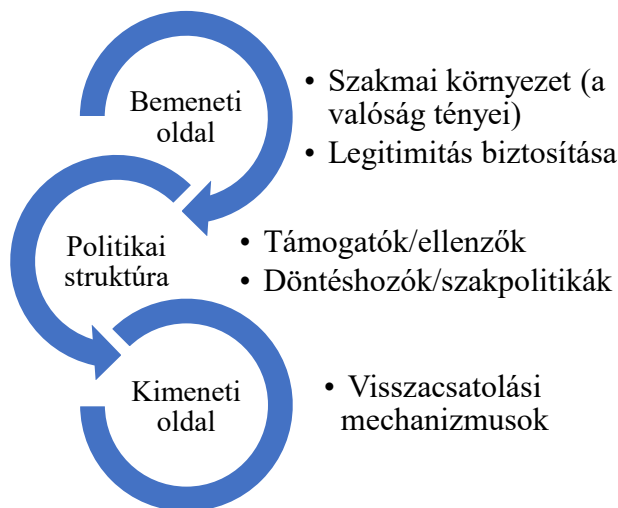 Bemeneti
oldal
• Szakmai környezet (a
valóság tényei)
• Legitimitás biztosítása
Politikai
struktúra
• Támogatók/ellenzők
• Döntéshozók/szakpolitikák
Kimeneti
oldal
• Visszacsatolási
mechanizmusok